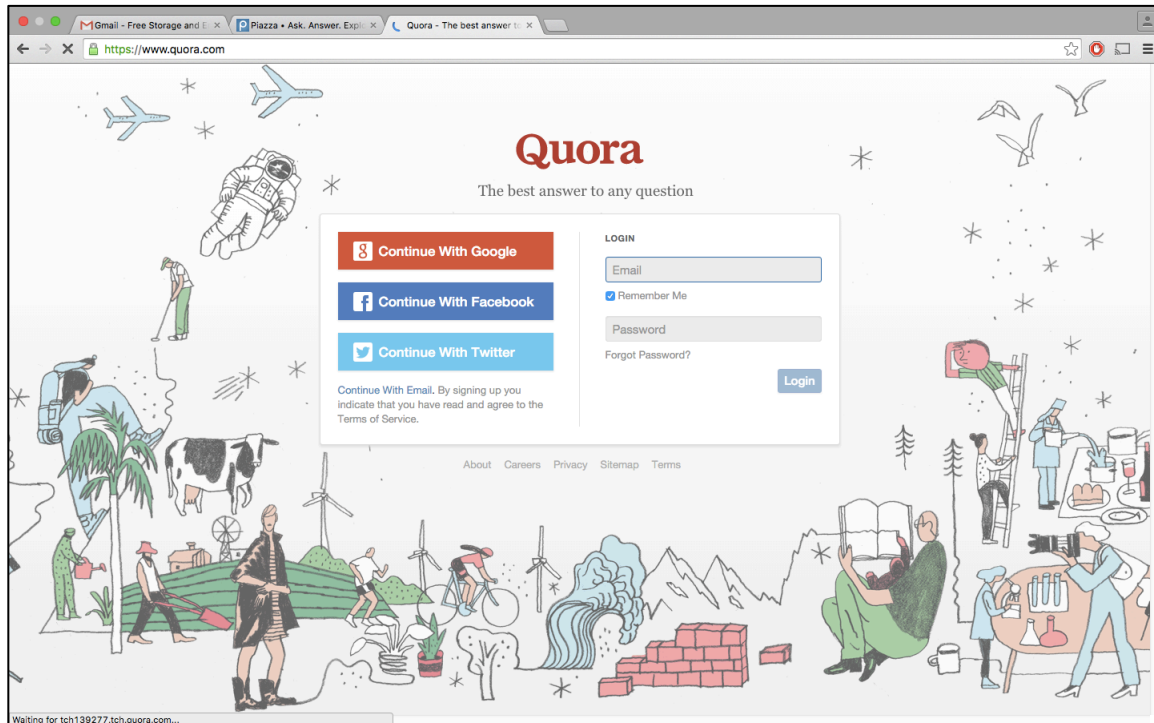 Gmail - Free Storage and E
Piazza • Ask. Answer. Explo
Quora - The best answer to
https://www.quora.com
Quora
The best answer to any question
Continue With Google
Continue With Facebook
Continue With Twitter
Continue With Email. By signing up you
indicate that you have read and agree to the
Terms of Service.
LOGIN
Email
Remember Me
Password
Forgot Password?
Login
About Careers Privacy Sitemap Terms
Waiting for tch139277.tch.quora.com...